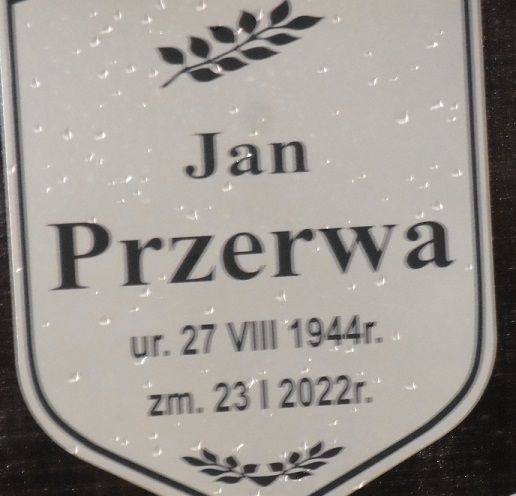 Jan
Przerwa
ur. 27 VIII 1944r.
zm. 23 I 2022r.